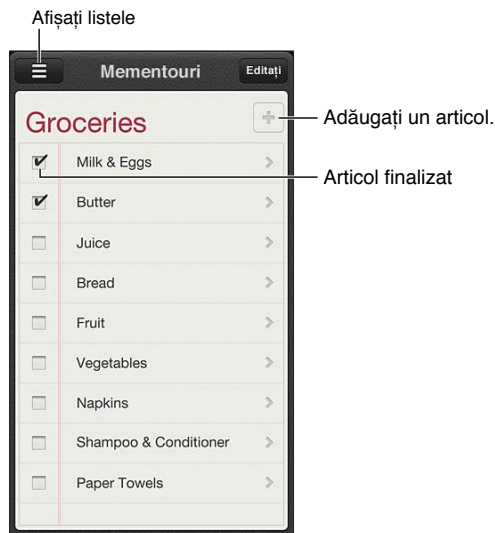 Afișați listele
Mementouri
Editați
Groceries
Adăugați un articol.
Milk & Eggs
Articol finalizat
Butter
Juice
Bread
Fruit
Vegetables
Napkins
Shampoo & Conditioner
Paper Towels